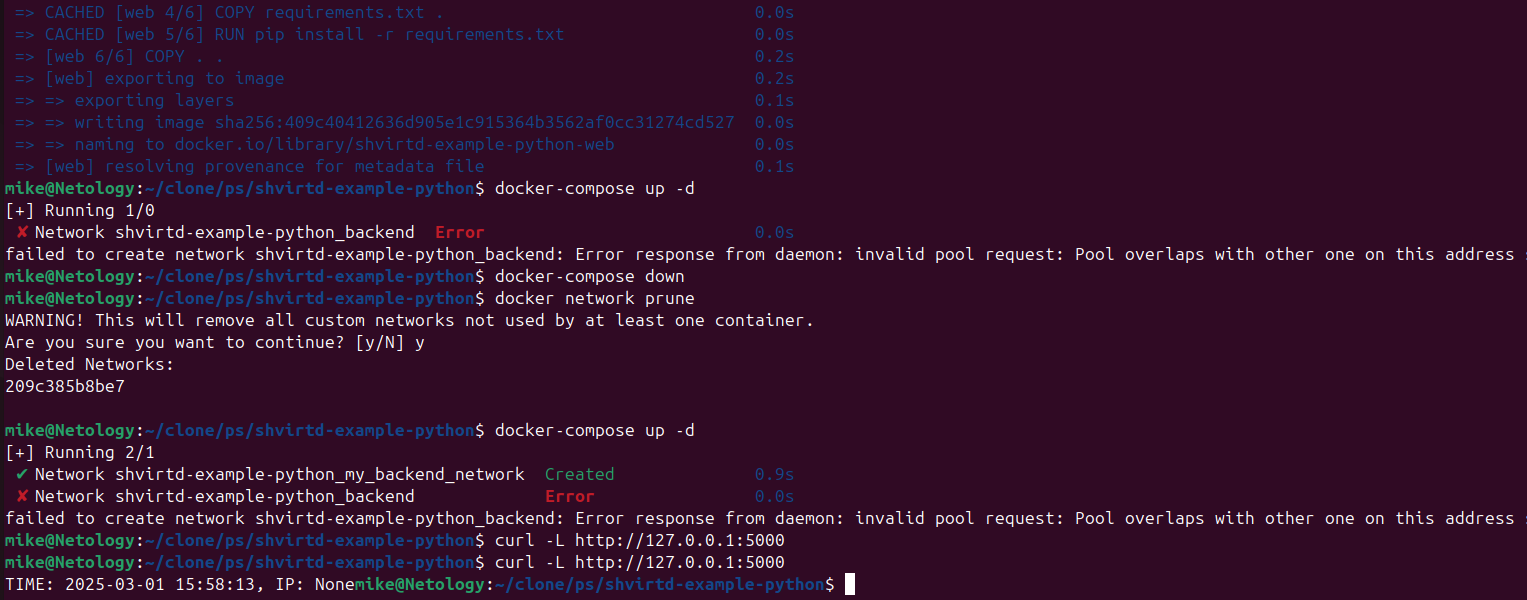 => CACHED [web 4/6] COPY requirements.txt . 0.0s
=> CACHED [web 5/6] RUN pip install -r requirements.txt 0.0s
=> [web 6/6] COPY . . 0.2s
=> [web] exporting to image 0.2s
=> => exporting layers 0.1s
=> => writing image sha256:409c40412636d905e1c915364b3562af0cc31274cd527 0.0s
=> => naming to docker.io/library/shvirtd-example-python-web 0.0s
=> [web] resolving provenance for metadata file 0.1s
mike@Netology:~/clone/ps/shvirtd-example-python$ docker-compose up -d
[+] Running 1/0
✘ Network shvirtd-example-python_backend Error 0.0s
failed to create network shvirtd-example-python_backend: Error response from daemon: invalid pool request: Pool overlaps with other one on this address
mike@Netology:~/clone/ps/shvirtd-example-python$ docker-compose down
mike@Netology:~/clone/ps/shvirtd-example-python$ docker network prune
WARNING! This will remove all custom networks not used by at least one container.
Are you sure you want to continue? [y/N] y
Deleted Networks:
209c385b8be7
mike@Netology:~/clone/ps/shvirtd-example-python$ docker-compose up -d
[+] Running 2/1
✔ Network shvirtd-example-python_my_backend_network Created 0.9s
✘ Network shvirtd-example-python_backend Error 0.0s
failed to create network shvirtd-example-python_backend: Error response from daemon: invalid pool request: Pool overlaps with other one on this address
mike@Netology:~/clone/ps/shvirtd-example-python$ curl -L http://127.0.0.1:5000
mike@Netology:~/clone/ps/shvirtd-example-python$ curl -L http://127.0.0.1:5000
TIME: 2025-03-01 15:58:13, IP: Nonemike@Netology:~/clone/ps/shvirtd-example-python$